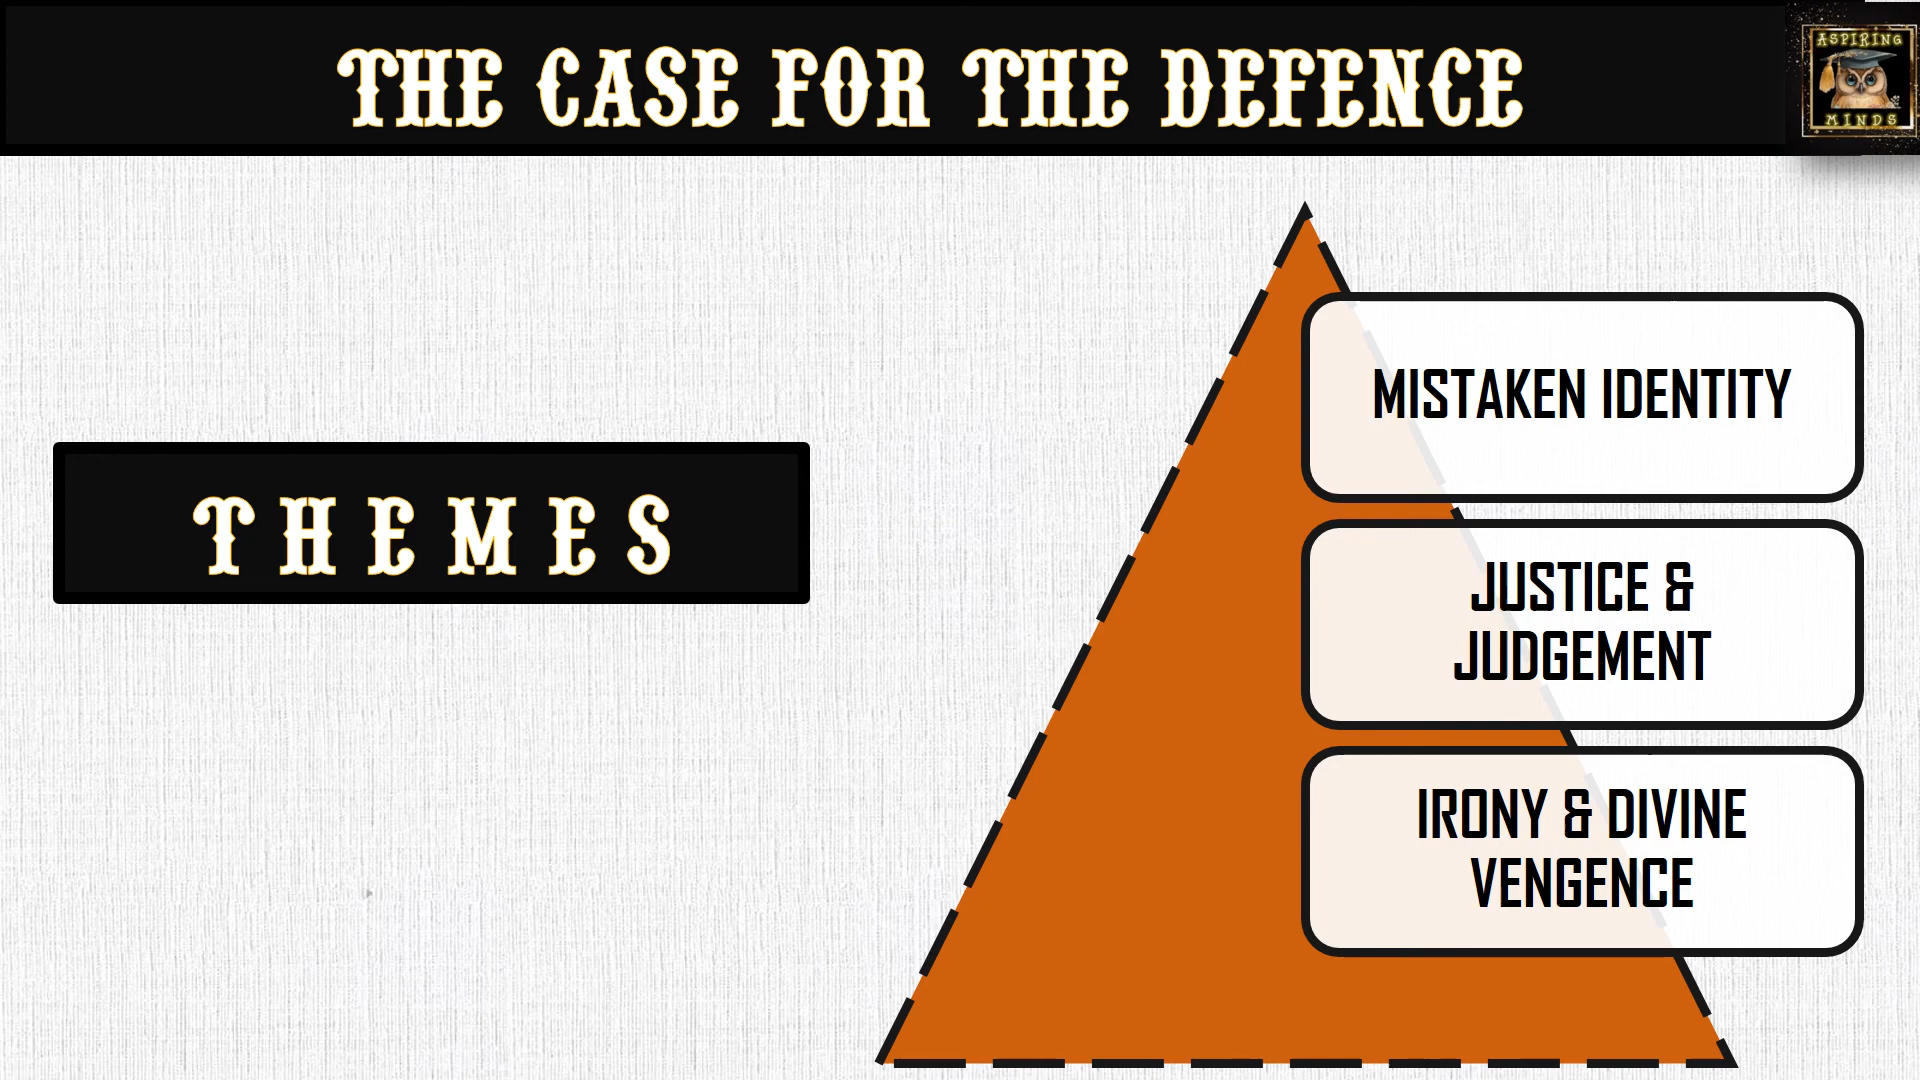 THE CASE FOR THE DEFENCE
ASPIRING
MINDS
THEMES
MISTAKEN IDENTITY
JUSTICE &
JUDGEMENT
IRONY & DIVINE
VENGENCE